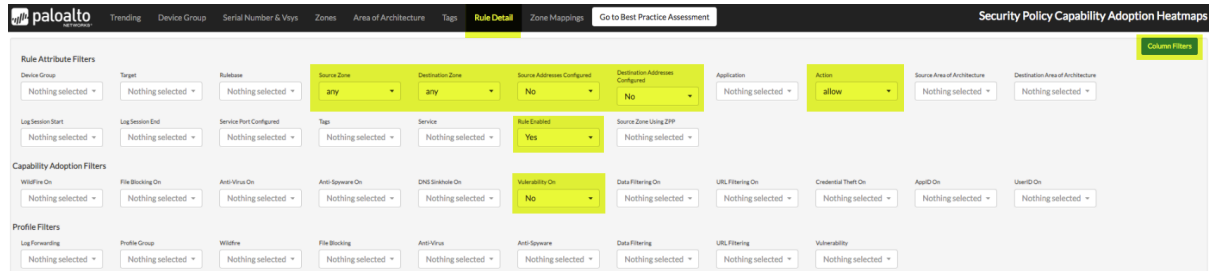 paloalto Trending Device Group Serial Number & Vsys Zones Area of Architecture Tags Rule Detail Zone Mappings Go to Best Practice Assessment Security Policy Capability Adoption Heatmaps
NETWORKS
Column Filters
Rule Attribute Filters
Device Group Target Rulebase Source Zone Destination Zone Source Addresses Configured Destination Addresses Configured Application Action Source Area of Architecture Destination Area of Architecture
Nothing selected Nothing selected Nothing selected any any No No Nothing selected allow Nothing selected Nothing selected
Log Session Start Log Session End Service Port Configured Tags Service Rule Enabled Source Zone Using ZPP
Nothing selected Nothing selected Nothing selected Nothing selected Nothing selected Yes Nothing selected
Capability Adoption Filters
WildFire On File Blocking On Anti-Virus On Anti-Spyware On DNS Sinkhole On Vulerability On Data Filtering On URL Filtering On Credential Theft On AppID On UserID On
Nothing selected Nothing selected Nothing selected Nothing selected Nothing selected No Nothing selected Nothing selected Nothing selected Nothing selected Nothing selected
Profile Filters
Log Forwarding Profile Group Wildfire File Blocking Anti-Virus Anti-Spyware Data Filtering URL Filtering Vulnerability
Nothing selected Nothing selected Nothing selected Nothing selected Nothing selected Nothing selected Nothing selected Nothing selected Nothing selected